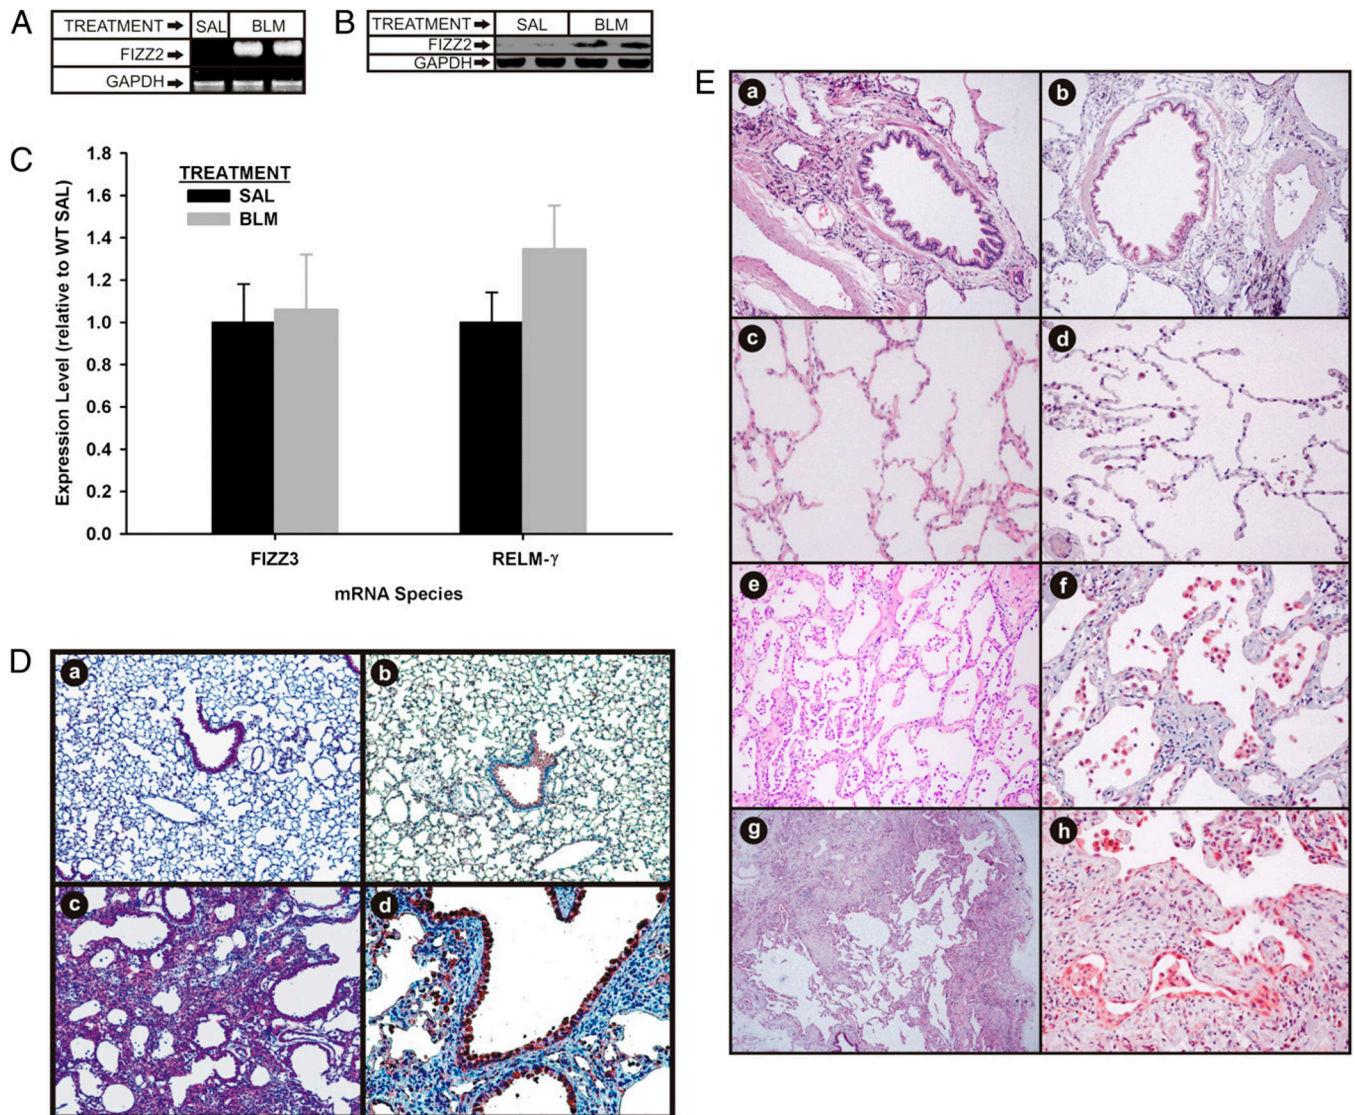 A
TREATMENT SAL BLM
FIZZ2
GAPDH
B
TREATMENT SAL BLM
FIZZ2
GAPDH
C
Expression Level (relative to WT SAL)
1.8
1.6
1.4
1.2
1.0
0.8
0.6
0.4
0.2
0.0
TREATMENT
SAL
BLM
FIZZ3 RELM-γ
mRNA Species
D
a b
c d
E
a b
c d
e f
g h